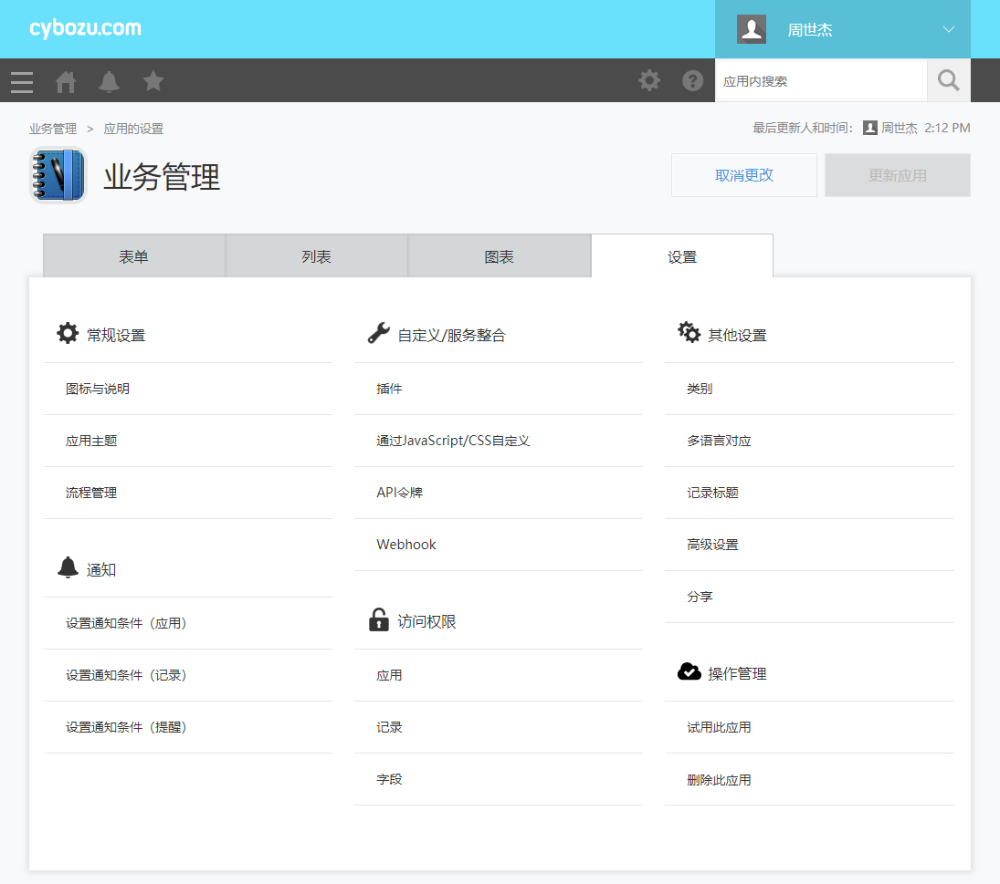 cybozu.com
周世杰
应用内搜索
业务管理 > 应用的设置
最后更新人和时间： 周世杰 2:12 PM
业务管理
取消更改
更新应用
表单
列表
图表
设置
常规设置
图标与说明
应用主题
流程管理
通知
设置通知条件（应用）
设置通知条件（记录）
设置通知条件（提醒）
自定义/服务整合
插件
通过JavaScript/CSS自定义
API令牌
Webhook
访问权限
应用
记录
字段
其他设置
类别
多语言对应
记录标题
高级设置
分享
操作管理
试用此应用
删除此应用